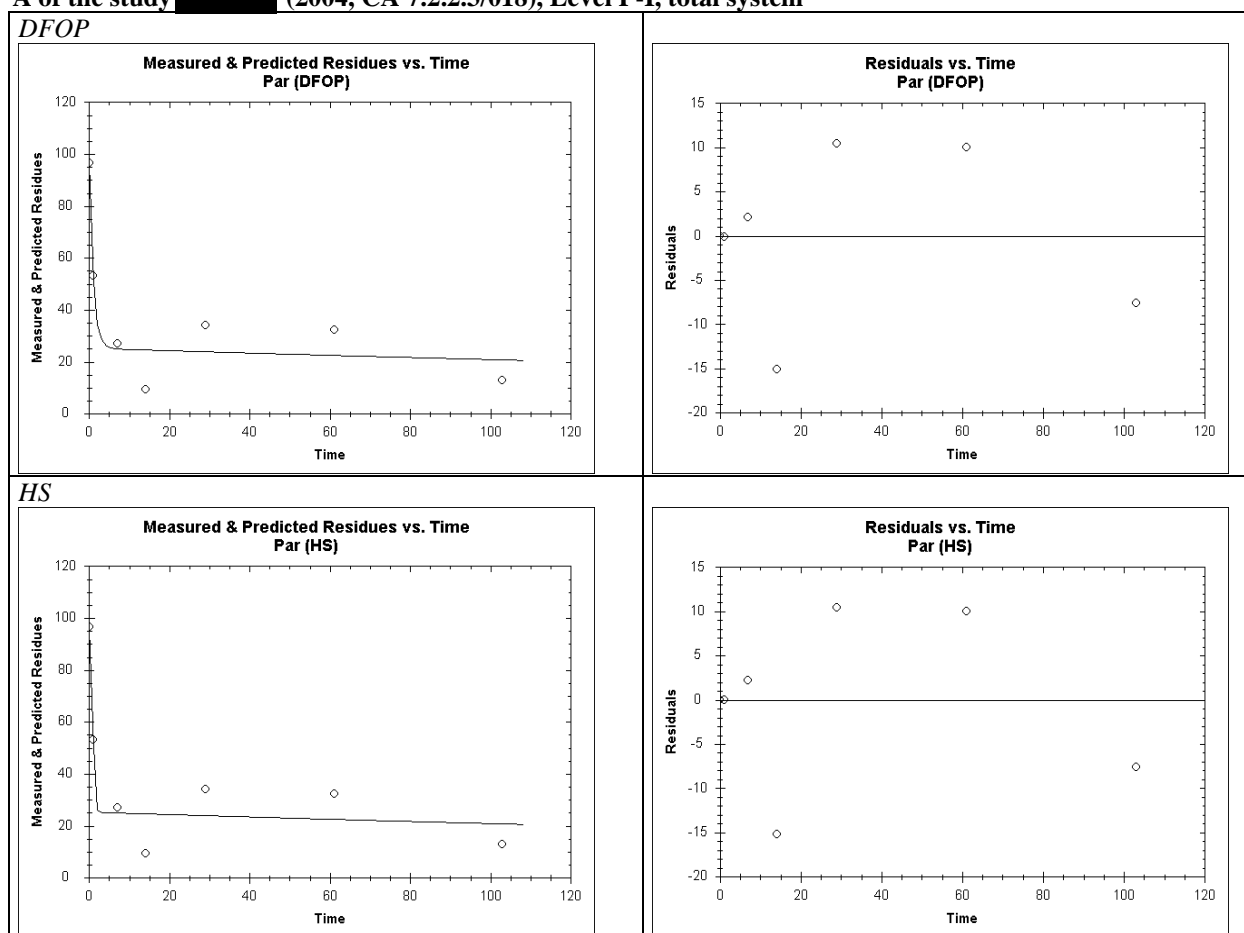 A of the study (2004, CA 7.2.2.3/018), Level P-I, total system
DFOP
Measured & Predicted Residues vs. Time
Par (DFOP)
Measured & Predicted Residues
120
100
80
60
40
20
0
0 20 40 60 80 100 120
Time
Residuals vs. Time
Par (DFOP)
Residuals
15
10
5
0
-5
-10
-15
-20
0 20 40 60 80 100 120
Time
HS
Measured & Predicted Residues vs. Time
Par (HS)
Measured & Predicted Residues
120
100
80
60
40
20
0
0 20 40 60 80 100 120
Time
Residuals vs. Time
Par (HS)
Residuals
15
10
5
0
-5
-10
-15
-20
0 20 40 60 80 100 120
Time